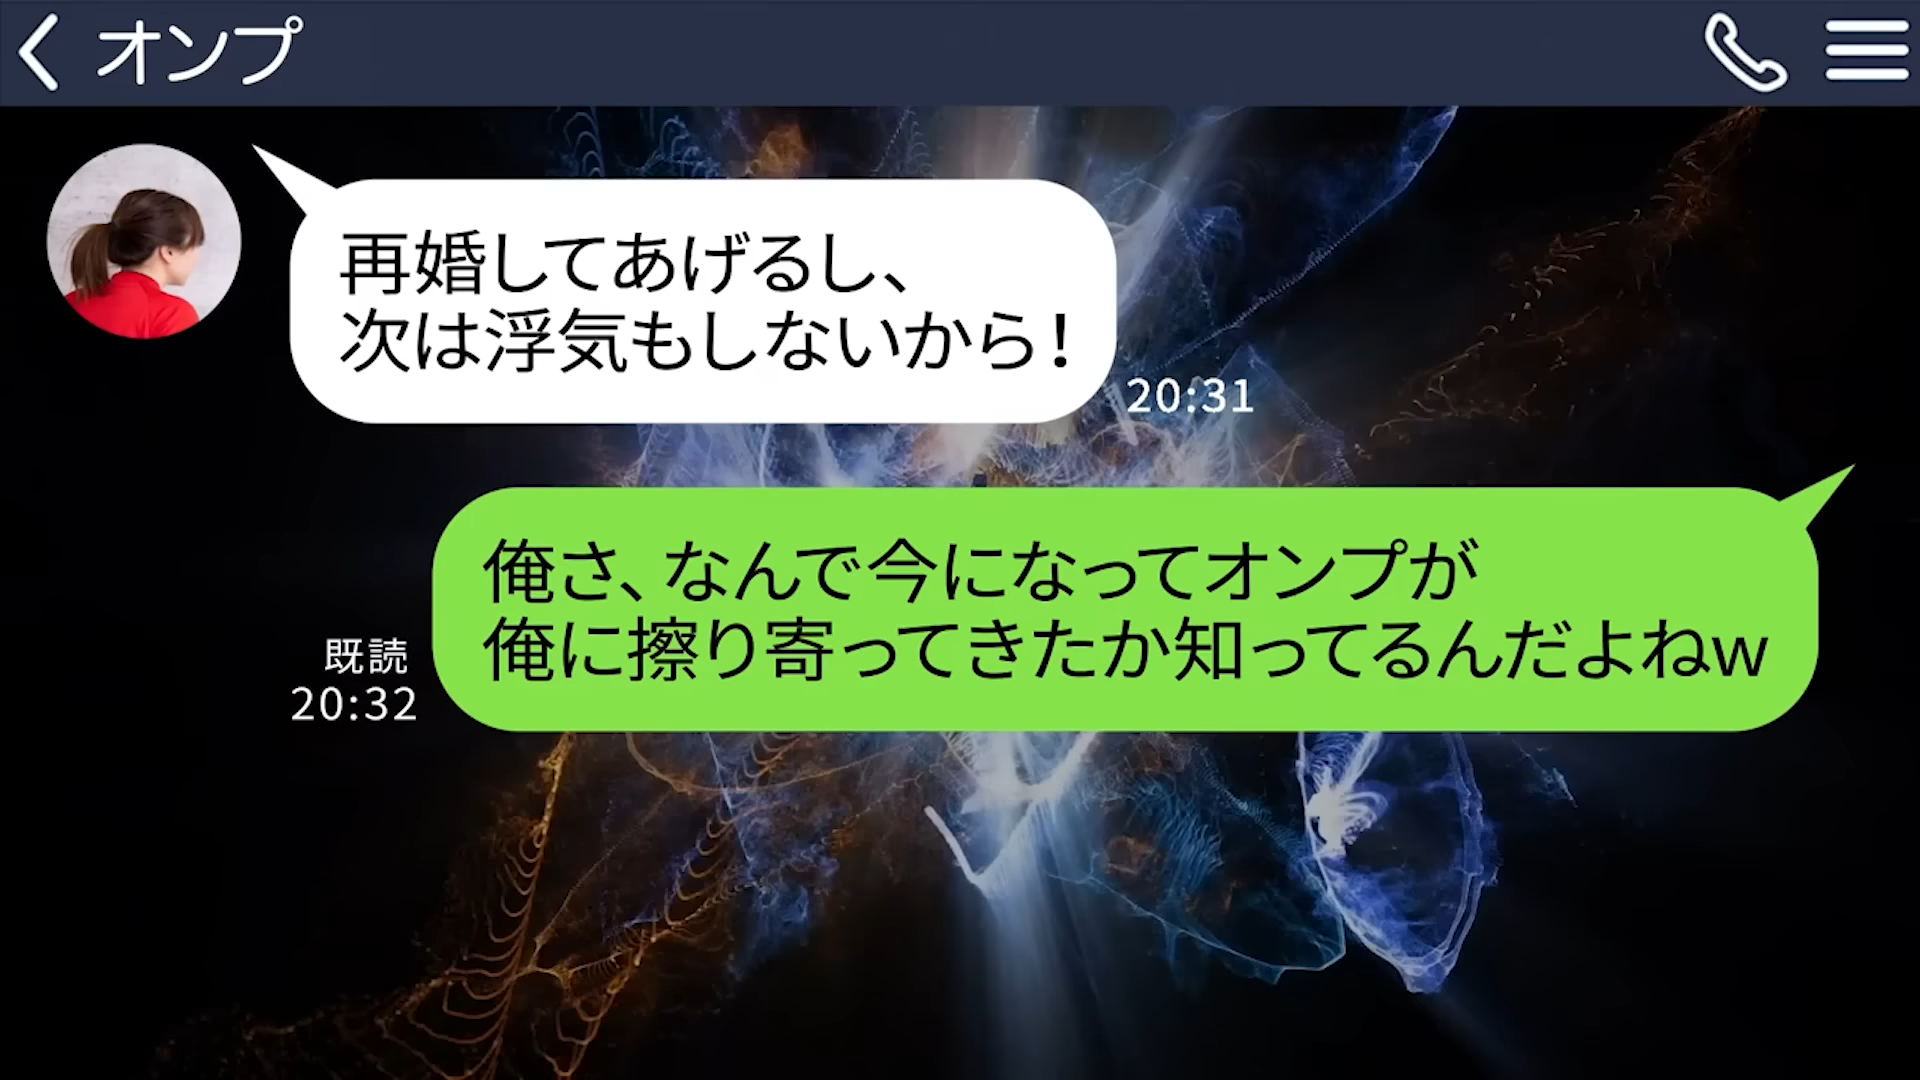 オンプ
再婚してあげるし、
次は浮気もしないから!
20:31
俺さ、なんで今になってオンプが
俺に擦り寄ってきたか知ってるんだよねw
既読
20:32